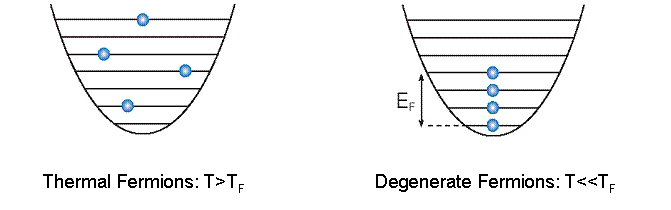 E_F
Thermal Fermions: T>T_F
Degenerate Fermions: T<<T_F